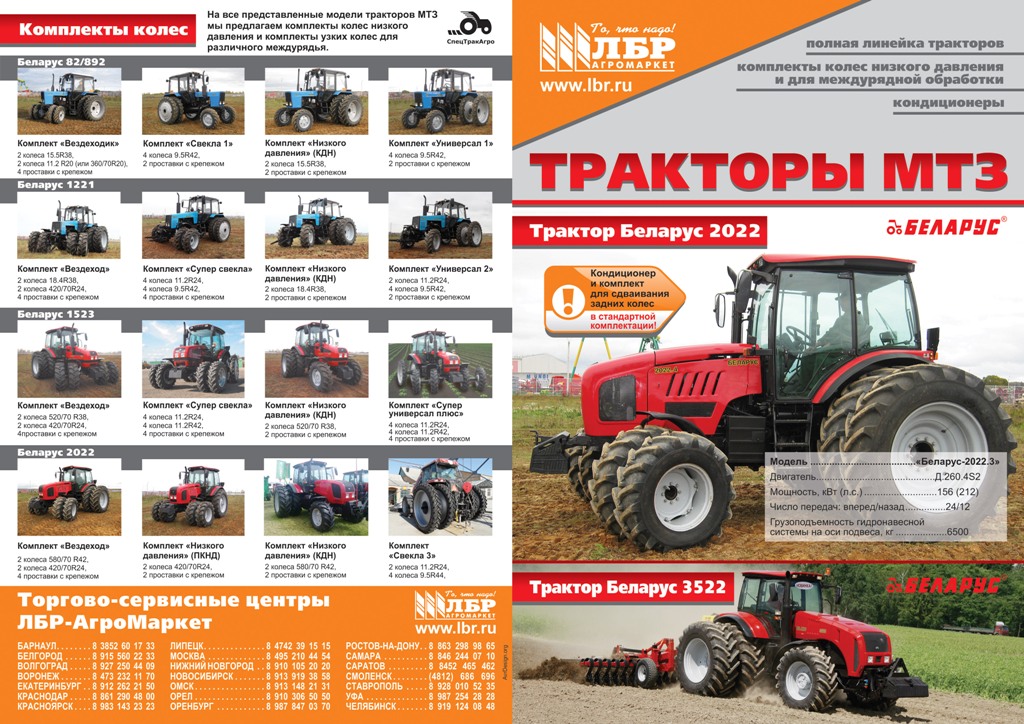 Комплекты колес
На все представленные модели тракторов МТЗ
мы предлагаем комплекты колес низкого
давления и комплекты узких колес для
различного междурядья.
СпецТракАгро
Беларус 82/892
Комплект «Вездеходик»
2 колеса 15.5R38,
2 колеса 11.2 R20 (или 360/70R20),
4 проставки с крепежом
Комплект «Свекла 1»
4 колеса 9.5R42,
2 проставки с крепежом
Комплект «Низкого
давления» (КДН)
2 колеса 15.5R38,
2 проставки с крепежом
Комплект «Универсал 1»
4 колеса 9.5R42,
2 проставки с крепежом
Беларус 1221
Комплект «Вездеход»
2 колеса 18.4R38,
2 колеса 420/70R24,
4 проставки с крепежом
Комплект «Супер свекла»
4 колеса 11.2R24,
4 колеса 9.5R42,
4 проставки с крепежом
Комплект «Низкого
давления» (КДН)
2 колеса 18.4R38,
2 проставки с крепежом
Комплект «Универсал 2»
2 колеса 11.2R24,
4 колеса 9.5R42,
2 проставки с крепежом
Беларус 1523
Комплект «Вездеход»
2 колеса 520/70 R38,
2 колеса 420/70R24,
4проставки с крепежом
Комплект «Супер свекла»
4 колеса 11.2R24,
4 колеса 11.2R42,
4 проставки с крепежом
Комплект «Низкого
давления» (КДН)
2 колеса 520/70 R38,
2 проставки с крепежом
Комплект «Супер
универсал плюс»
4 колеса 11.2R24,
4 колеса 11.2R42,
4 проставки с крепежом
Беларус 2022
Комплект «Вездеход»
2 колеса 580/70 R42,
2 колеса 420/70R24,
4 проставки с крепежом
Комплект «Низкого
давления» (ПКНД)
2 колеса 420/70R24,
2 проставки с крепежом
Комплект «Низкого
давления» (КДН)
2 колеса 580/70 R42,
2 проставки с крепежом
Комплект
«Свекла 3»
2 колеса 11.2R24,
4 колеса 9.5R44,
Торгово-сервисные центры
ЛБР-АгроМаркет
То, что надо!
ЛБР
АГРОМАРКЕТ
www.lbr.ru
БАРНАУЛ........8 3852 60 17 33
БЕЛГОРОД......8 915 560 22 33
ВОЛГОГРАД....8 927 250 44 09
ВОРОНЕЖ.......8 473 232 11 70
ЕКАТЕРИНБУРГ..8 912 262 21 50
КРАСНОДАР....8 861 290 48 00
КРАСНОЯРСК...8 983 143 23 23
ЛИПЕЦК...............8 4742 39 15 15
МОСКВА..............8 495 210 44 54
НИЖНИЙ НОВГОРОД..8 910 105 20 20
НОВОСИБИРСК.......8 913 919 38 58
ОМСК.................8 913 148 21 31
ОРЕЛ.................8 910 306 50 50
ОРЕНБУРГ............8 987 847 03 70
РОСТОВ-НА-ДОНУ..8 863 298 98 65
САМАРА............8 846 244 07 10
САРАТОВ...........8 8452 465 462
СМОЛЕНСК........(4812) 686 696
СТАВРОПОЛЬ......8 928 010 52 35
УФА.................8 987 254 28 28
ЧЕЛЯБИНСК........8 919 124 08 48
То, что надо!
ЛБР
АГРОМАРКЕТ
www.lbr.ru
полная линейка тракторов
комплекты колес низкого давления
и для междурядной обработки
кондиционеры
ТРАКТОРЫ МТЗ
Трактор Беларус 2022
БЕЛАРУС®
Кондиционер
и комплект
для сдваивания
задних колес
в стандартной
комплектации!
БЕЛАРУС
2022.4
Модель ..........................«Беларус-2022.3»
Двигатель..............................Д.260.4S2
Мощность, кВт (л.с.)..................156 (212)
Число передач: вперед/назад............24/12
Грузоподъемность гидронавесной
системы на оси подвеса, кг..............6500
Трактор Беларус 3522
БЕЛАРУС